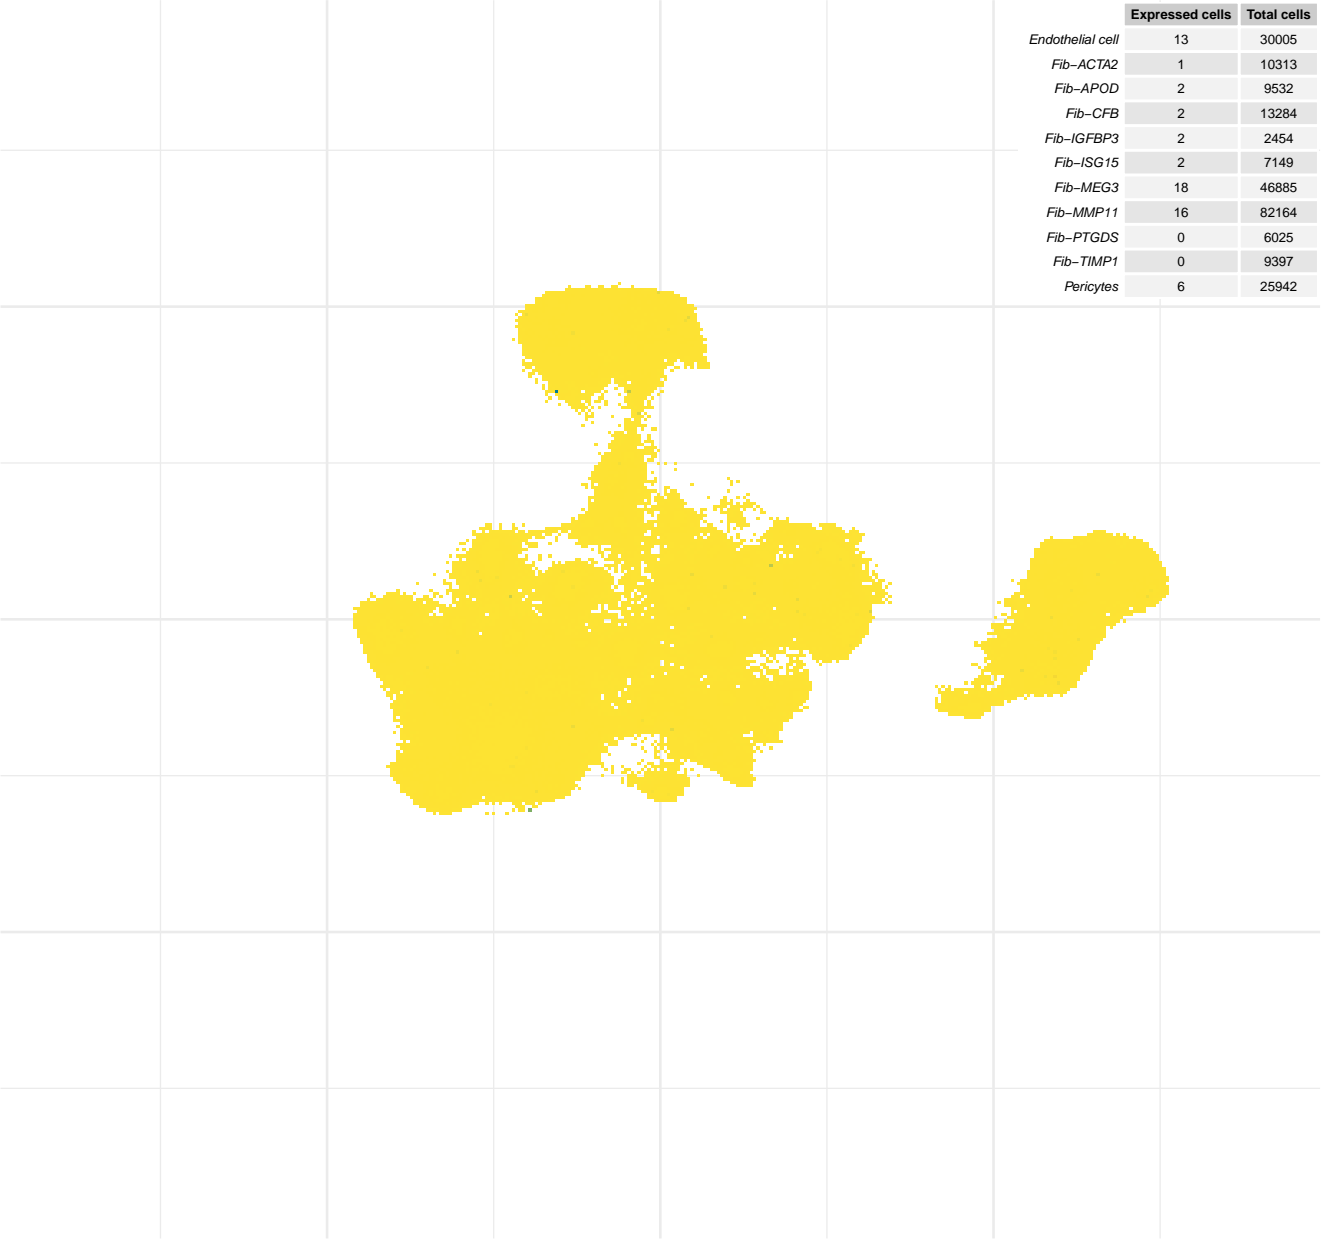 Expressed cells Total cells
Endothelial cell 13 30005
Fib−ACTA2 1 10313
Fib−APOD 2 9532
Fib−CFB 2 13284
Fib−IGFBP3 2 2454
Fib−ISG15 2 7149
Fib−MEG3 18 46885
Fib−MMP11 16 82164
Fib−PTGDS 0 6025
Fib−TIMP1 0 9397
Pericytes 6 25942